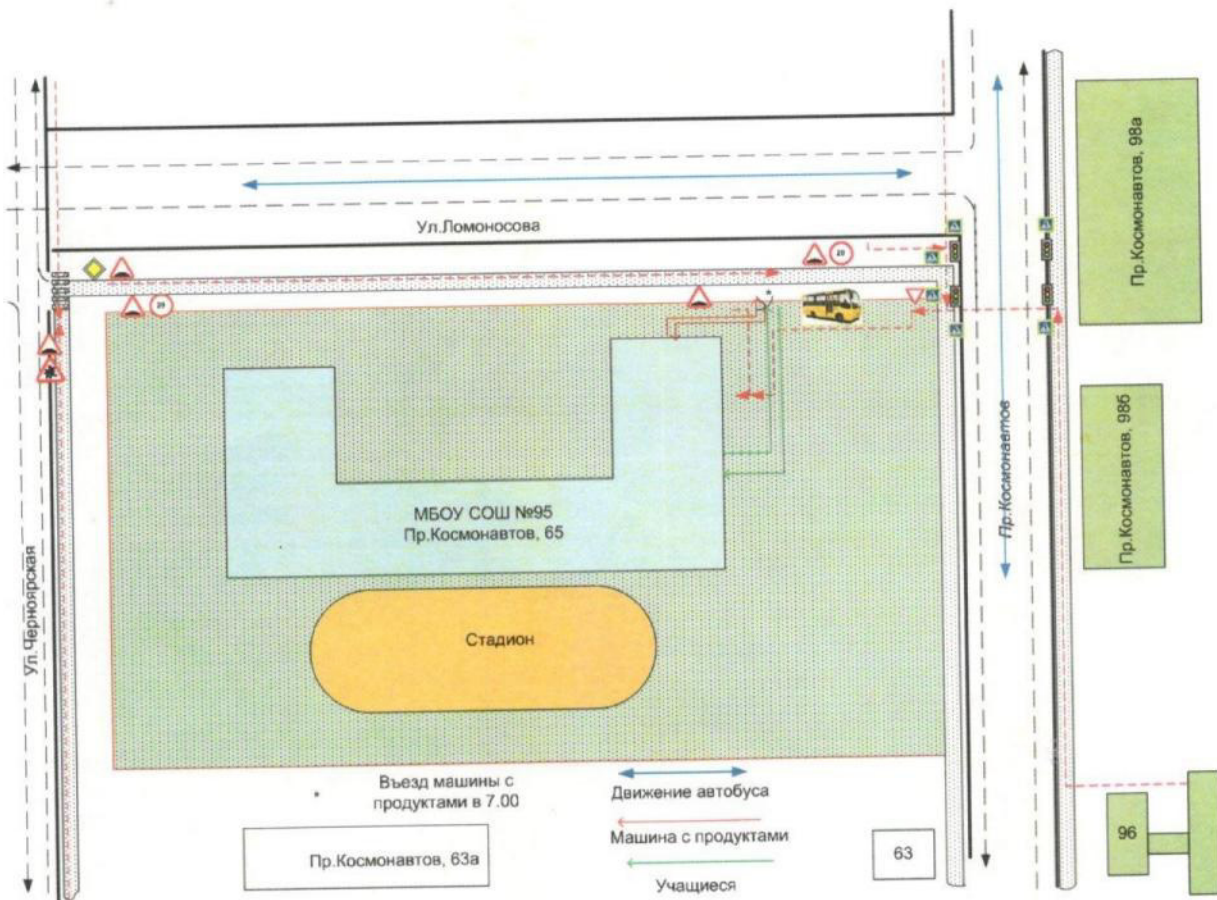 Ул.Ломоносова
Пр.Космонавтов, 98а
Пр.Космонавтов
Пр.Космонавтов, 98б
МБОУ СОШ №95
Пр.Космонавтов, 65
Ул.Черноярская
Стадион
Въезд машины с
продуктами в 7.00
Движение автобуса
Машина с продуктами
Учащиеся
Пр.Космонавтов, 63а
63
96